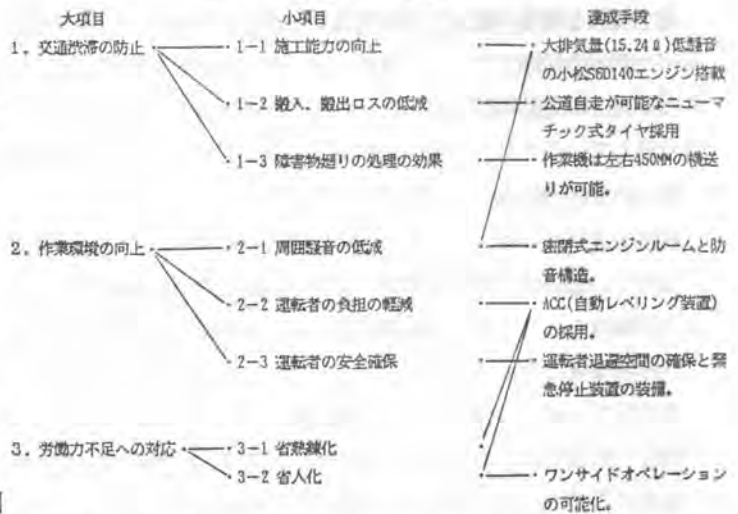 大項目 小項目 達成手段
1. 交通渋滞の防止 1-1 施工能力の向上 大排気量(15.24ℓ)低騒音
の小松S6D140エンジン搭載
1-2 搬入、搬出ロスの低減 公道自走が可能なニューマ
チック式タイヤ採用
1-3 障害物廻りの処理の効果 作業機は左右450MMの横送
りが可能。
2. 作業環境の向上 2-1 周囲騒音の低減 密閉式エンジンルームと防
音構造。
2-2 運転者の負担の軽減 ACC(自動レベリング装置)
の採用。
2-3 運転者の安全確保 運転者退避空間の確保と緊
急停止装置の装備。
3. 労働力不足への対応 3-1 省熟練化
3-2 省人化 ワンサイドオペレーション
の可能化。